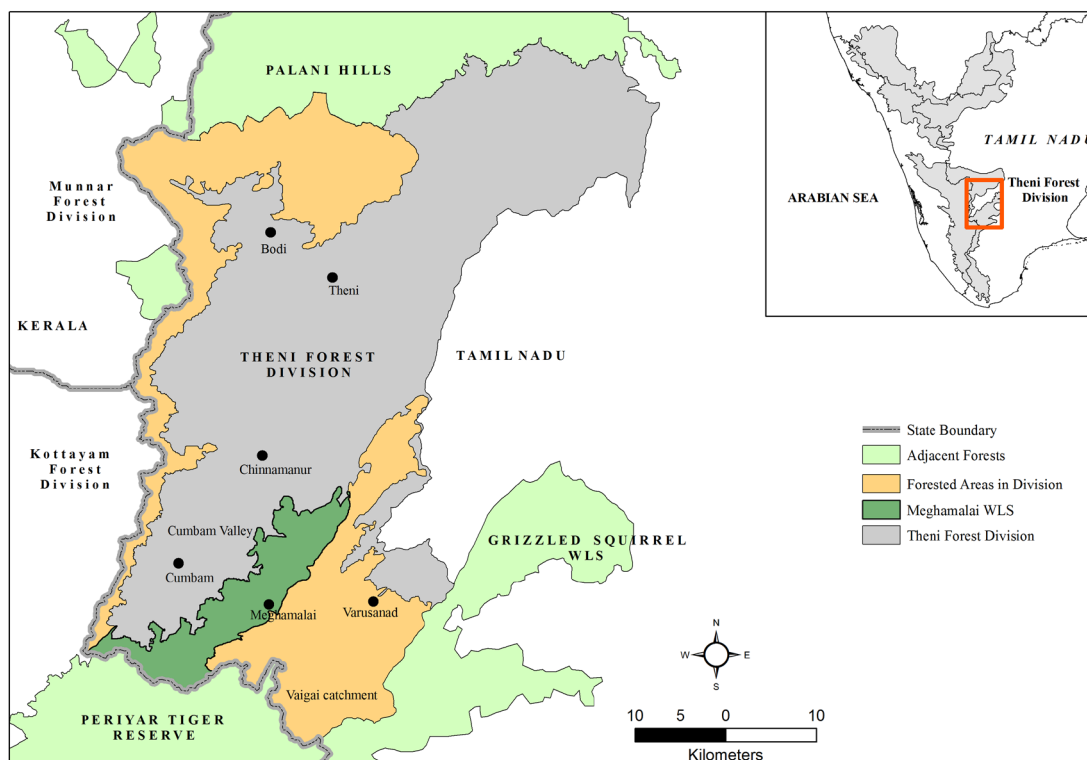 PALANI HILLS
Munnar
Forest
Division
Bodi
Theni
KERALA
THENI FOREST
DIVISION
TAMIL NADU
Kottayam
Forest
Division
Chinnamanur
Cumbam Valley
Cumbam
GRIZZLED SQUIRREL
WLS
Meghamalai
Varusanad
Vaigai catchment
PERIYAR TIGER
RESERVE
TAMIL NADU
ARABIAN SEA
Theni Forest
Division
State Boundary
Adjacent Forests
Forested Areas in Division
Meghamalai WLS
Theni Forest Division
N
W E
S
10 5 0 10
Kilometers